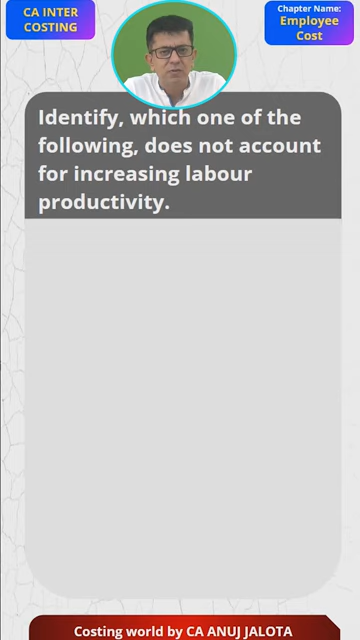 CA INTER
COSTING
Chapter Name:
Employee
Cost
Identify, which one of the
following, does not account
for increasing labour
productivity.
Costing world by CA ANUJ JALOTA